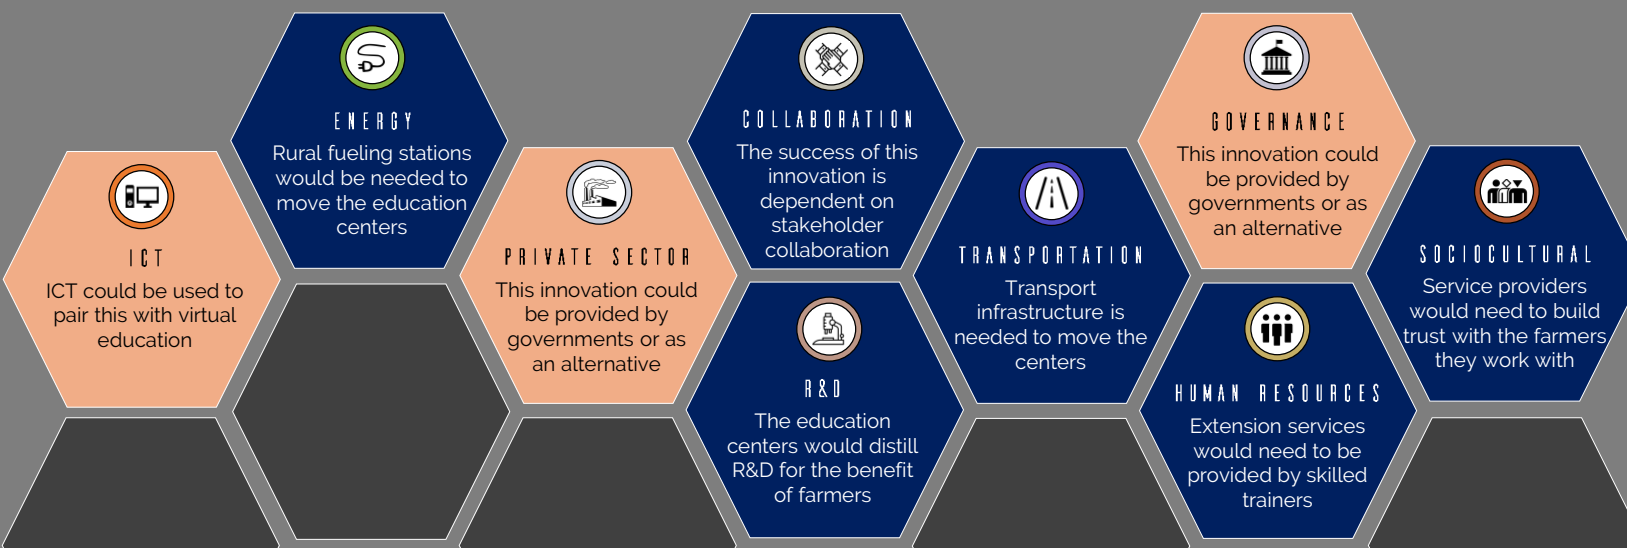 ICT
ICT could be used to
pair this with virtual
education
ENERGY
Rural fueling stations
would be needed to
move the education
centers
PRIVATE SECTOR
This innovation could
be provided by
governments or as
an alternative
COLLABORATION
The success of this
innovation is
dependent on
stakeholder
collaboration
R&D
The education
centers would distill
R&D for the benefit
of farmers
TRANSPORTATION
Transport
infrastructure is
needed to move the
centers
GOVERNANCE
This innovation could
be provided by
governments or as
an alternative
HUMAN RESOURCES
Extension services
would need to be
provided by skilled
trainers
SOCIOCULTURAL
Service providers
would need to build
trust with the farmers
they work with